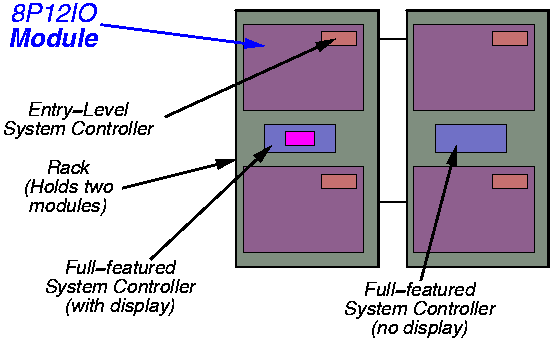 8P12IO
Module
Entry-Level
System Controller
Rack
(Holds two
modules)
Full-featured
System Controller
(with display)
Full-featured
System Controller
(no display)